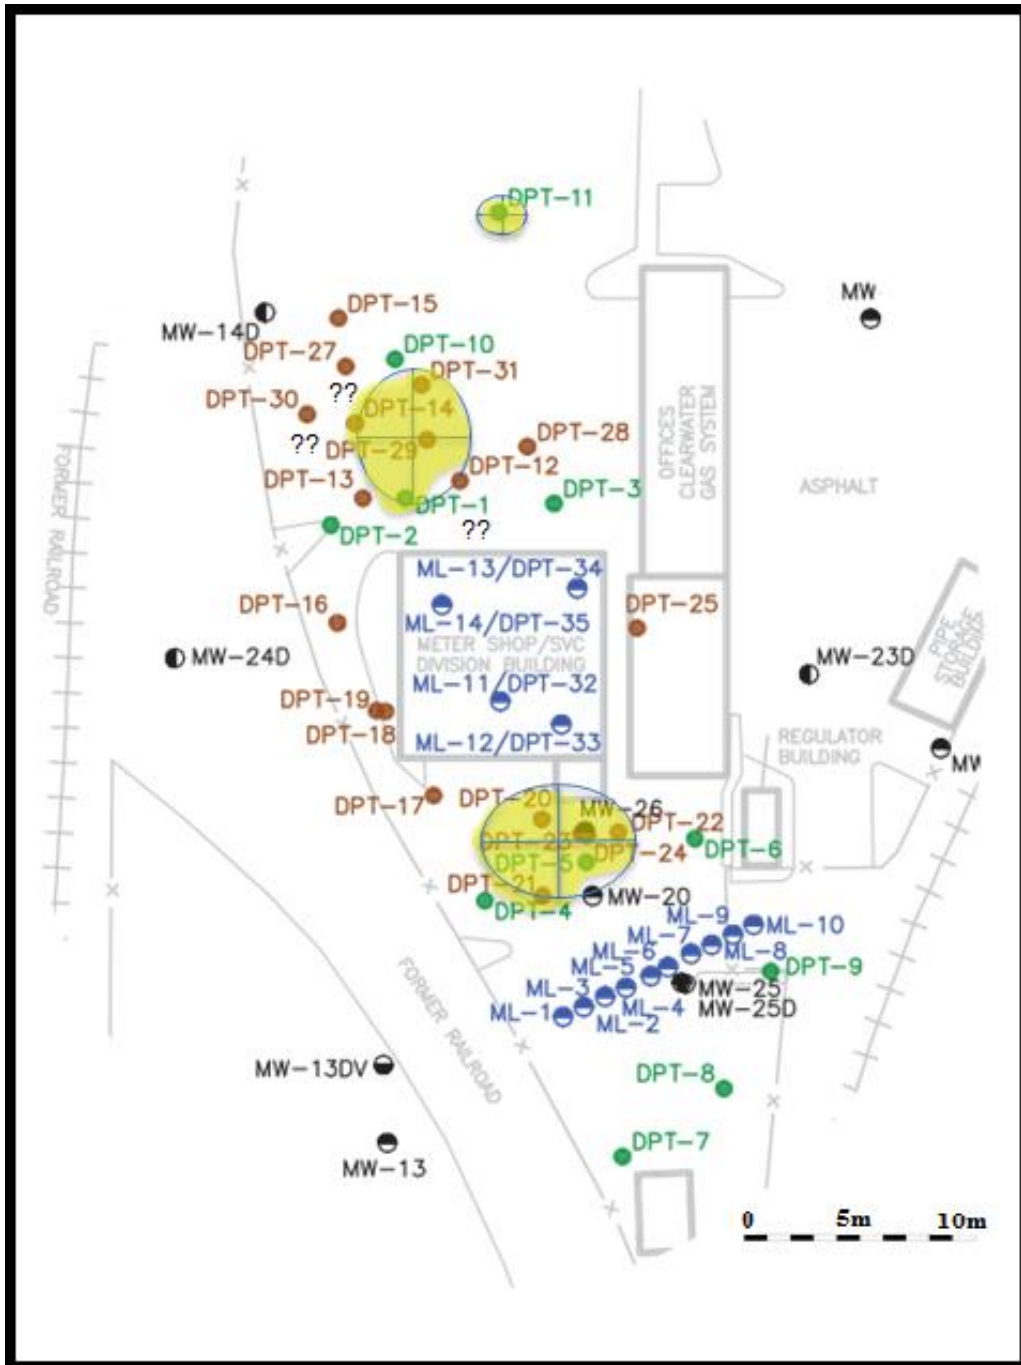 DPT-11
MW
DPT-15
MW-14D
DPT-10
DPT-27
DPT-31
??
DPT-30
DPT-14
OFFICES
CLEARWATER
GAS SYSTEM
??
DPT-29
DPT-28
DPT-12
DPT-13
DPT-1
DPT-3
ASPHALT
DPT-2
??
FORMER RAILROAD
ML-13/DPT-34
DPT-16
DPT-25
ML-14/DPT-35
METER SHOP/SVC
DIVISION BUILDING
PIPE
STORAGE
BUILDINGS
MW-24D
MW-23D
ML-11/DPT-32
DPT-19
DPT-18
ML-12/DPT-33
REGULATOR
BUILDING
MW
DPT-17
DPT-20
MW-26
DPT-22
DPT-23
DPT-24
DPT-6
DPT-5
DPT-21
MW-20
DPT-4
ML-9
ML-10
ML-7
ML-8
ML-6
ML-5
DPT-9
ML-3
MW-25
ML-4
MW-25D
ML-1
ML-2
FORMER RAILROAD
MW-13DV
DPT-8
DPT-7
MW-13
0 5m 10m